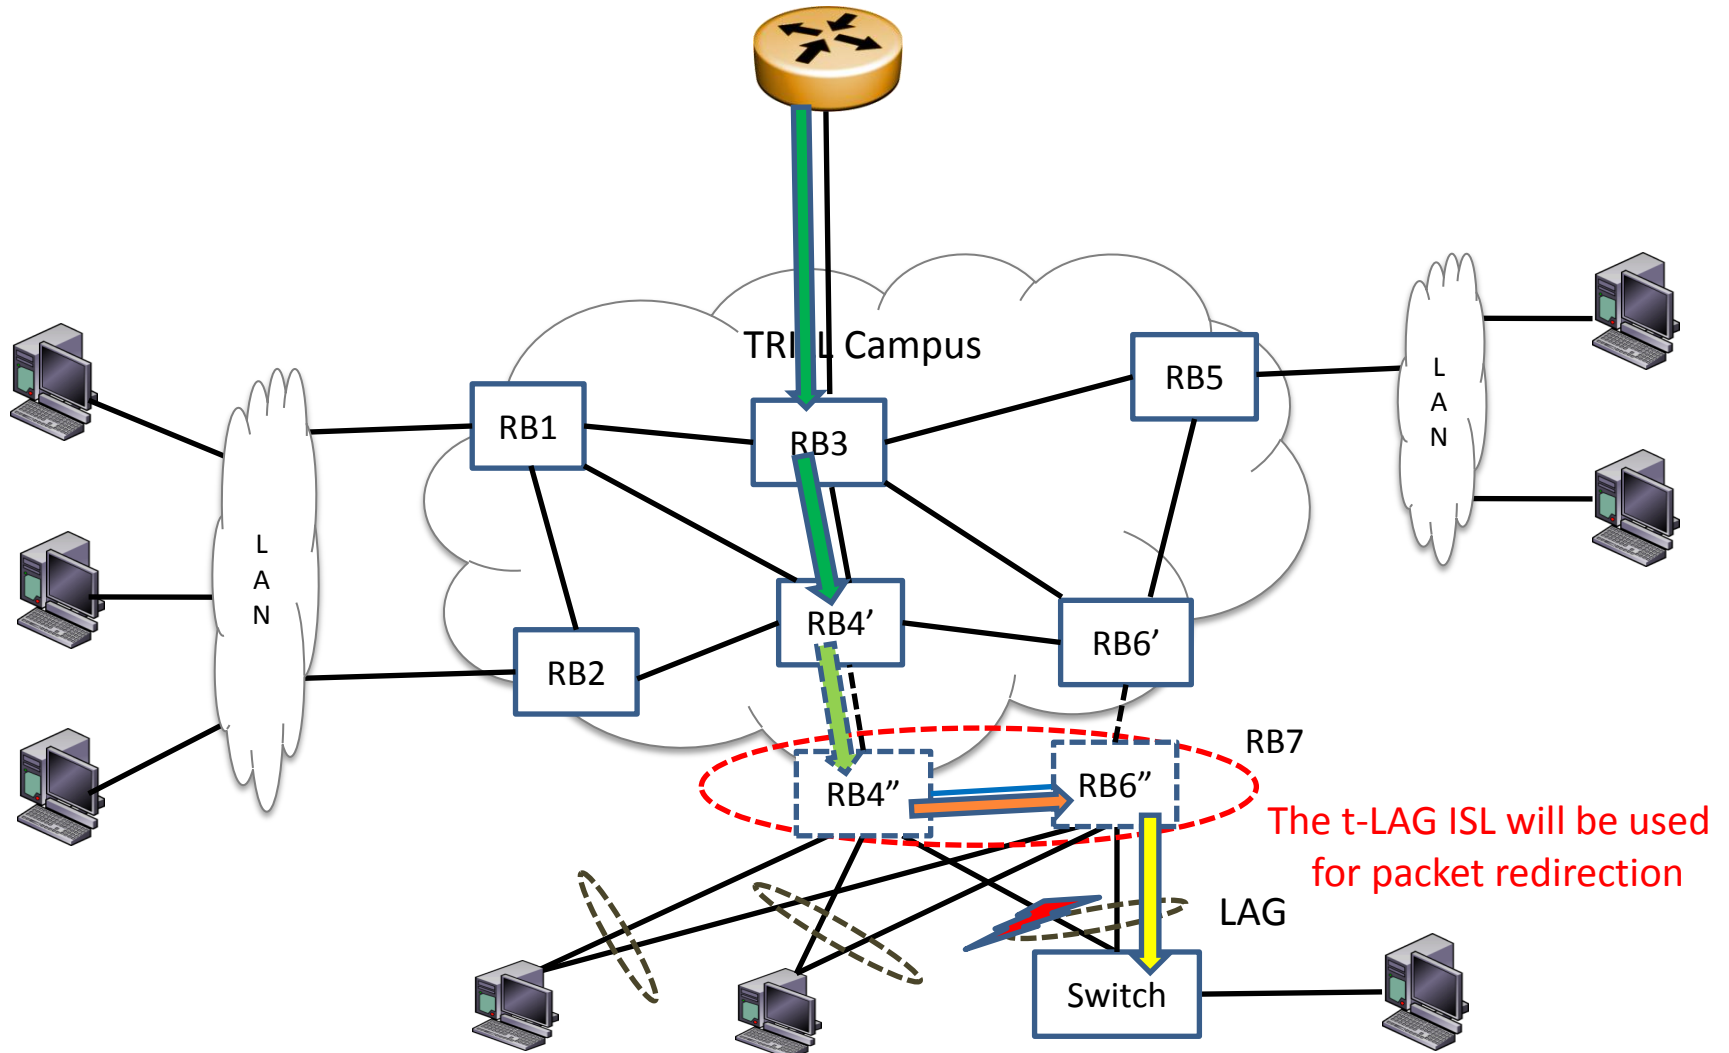 TRILL Campus
RB5
L
A
N
RB1
RB3
L
A
N
RB4’
RB6’
RB2
RB7
RB4”
RB6”
The t-LAG ISL will be used
for packet redirection
LAG
Switch